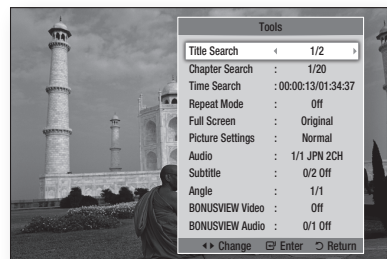 Tools
Title Search 1/2
Chapter Search : 1/20
Time Search : 00:00:13/01:34:37
Repeat Mode : Off
Full Screen : Original
Picture Settings : Normal
Audio : 1/1 JPN 2CH
Subtitle : 0/2 Off
Angle : 1/1
BONUSVIEW Video : Off
BONUSVIEW Audio : 0/1 Off
Change Enter Return